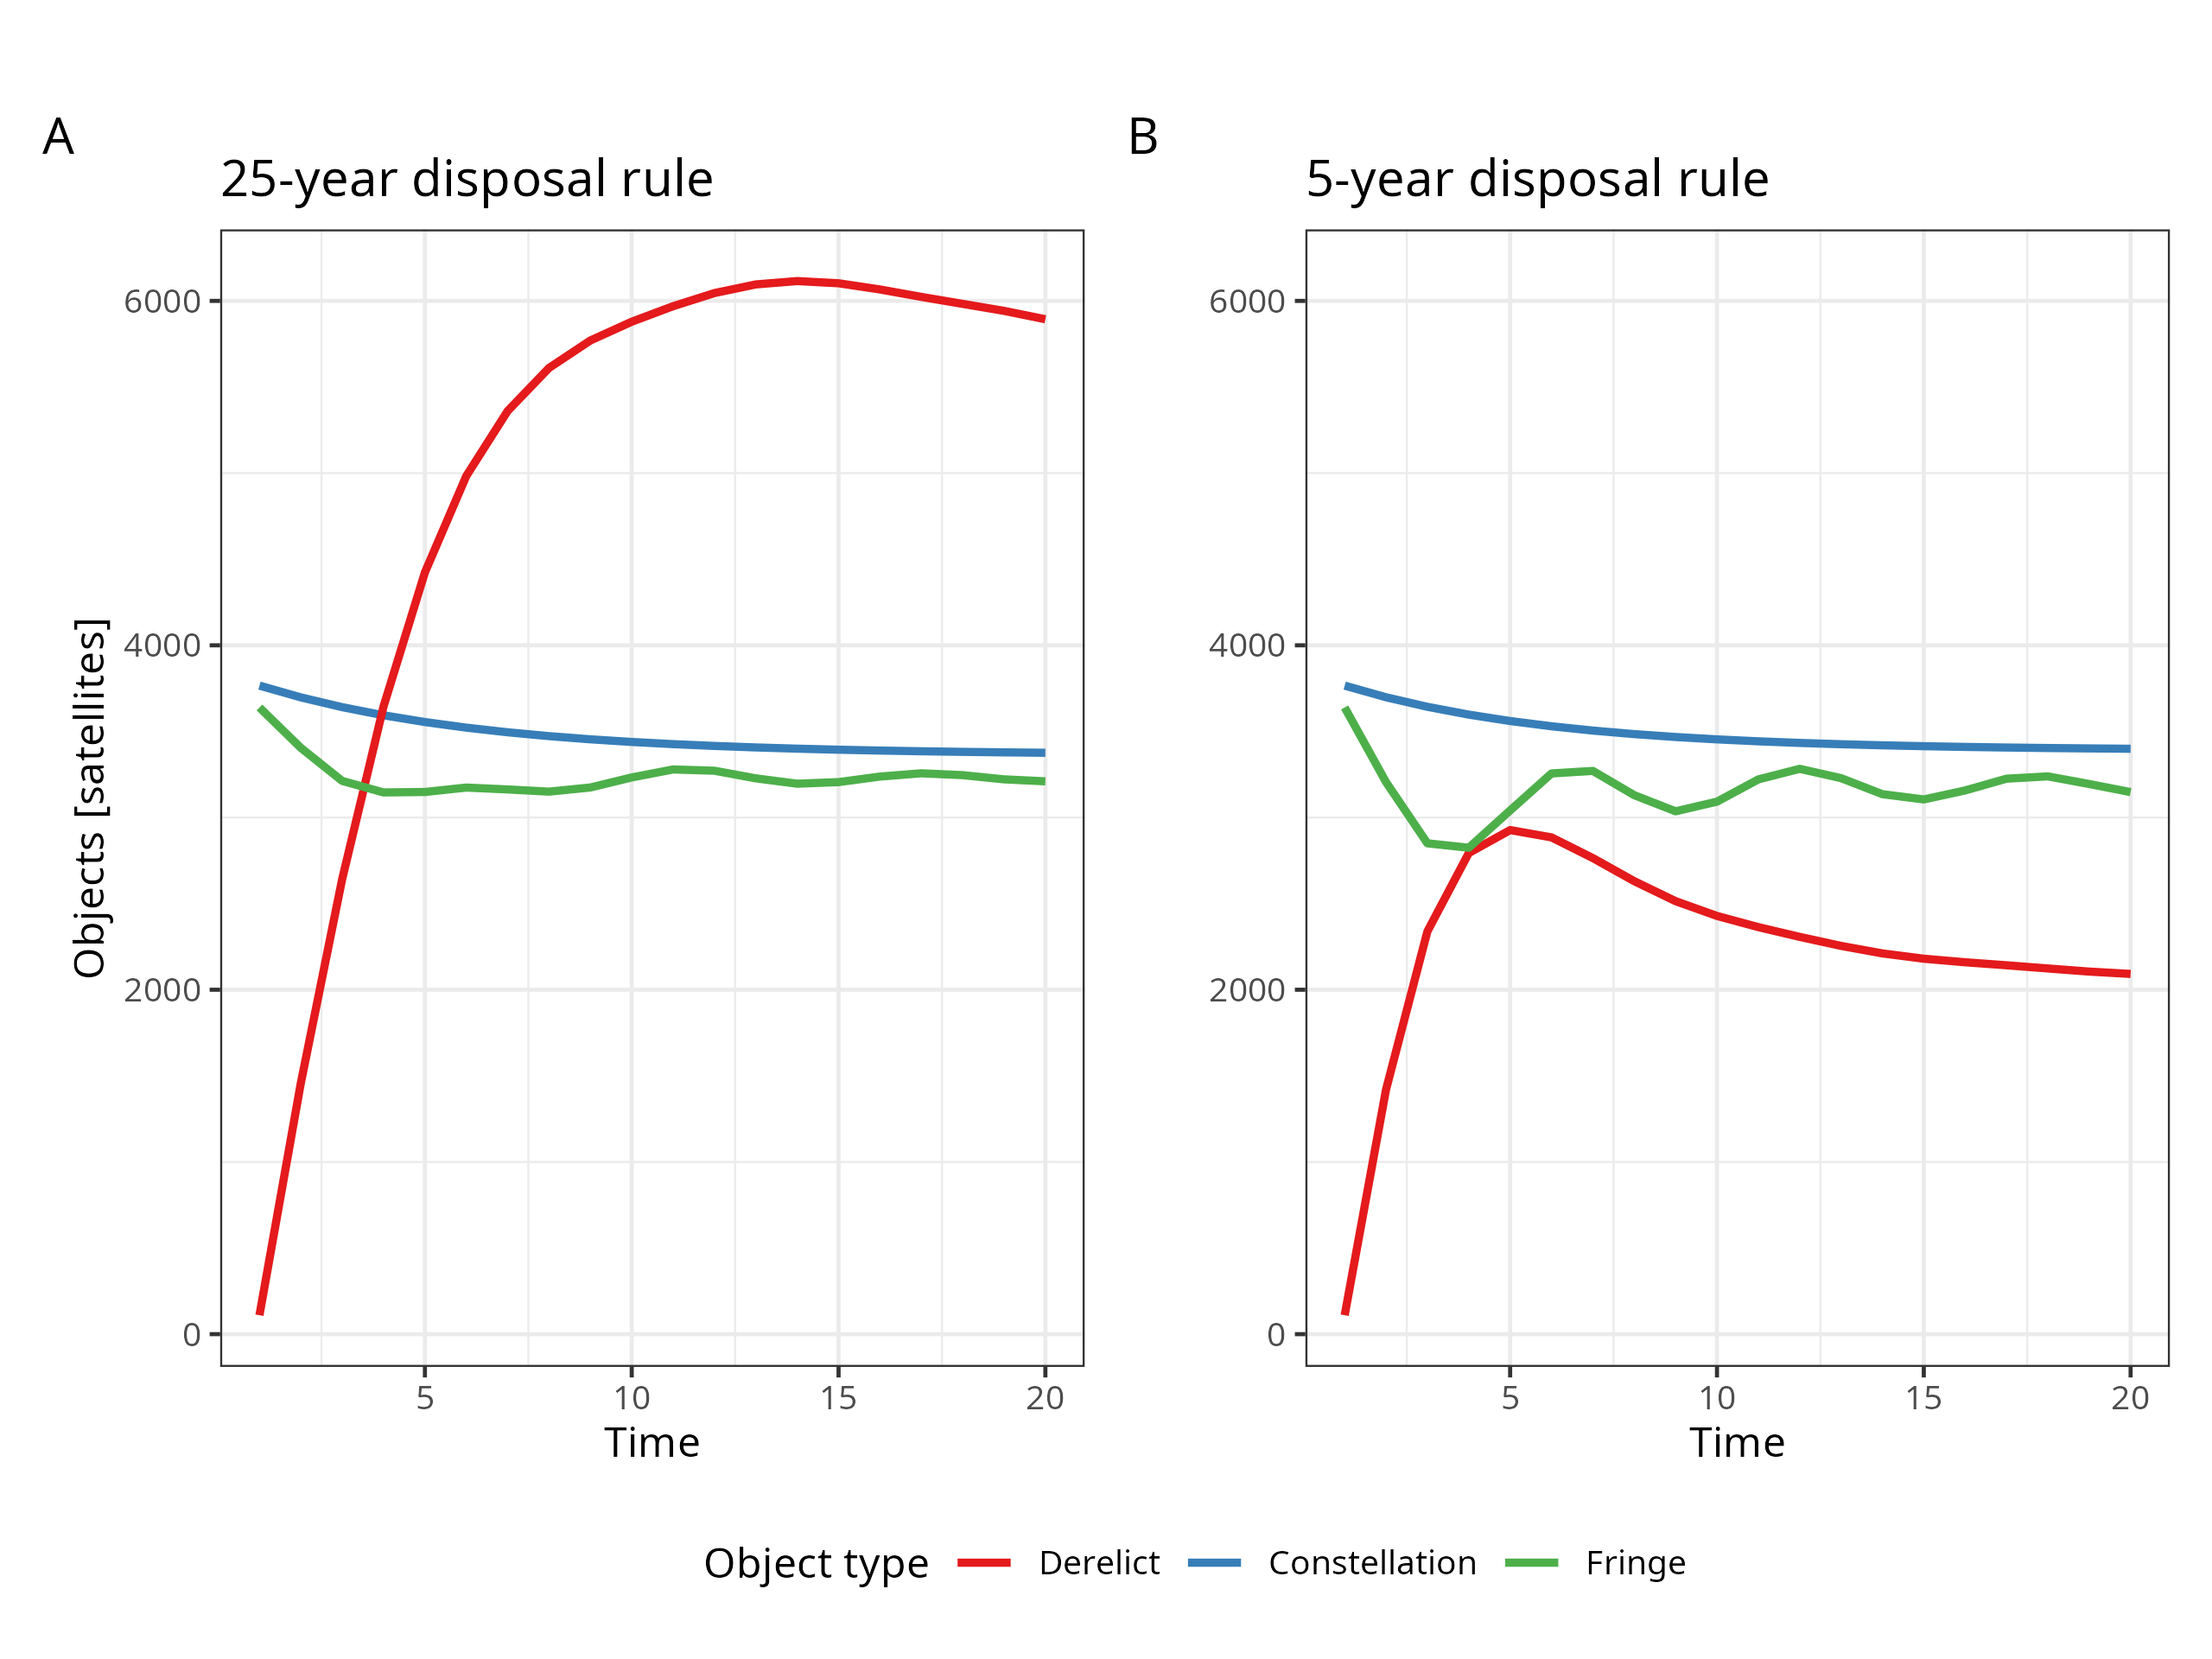 A
25-year disposal rule
Objects [satellites]
6000
4000
2000
0
5 10 15 20
Time
B
5-year disposal rule
6000
4000
2000
0
5 10 15 20
Time
Object type Derelict Constellation Fringe